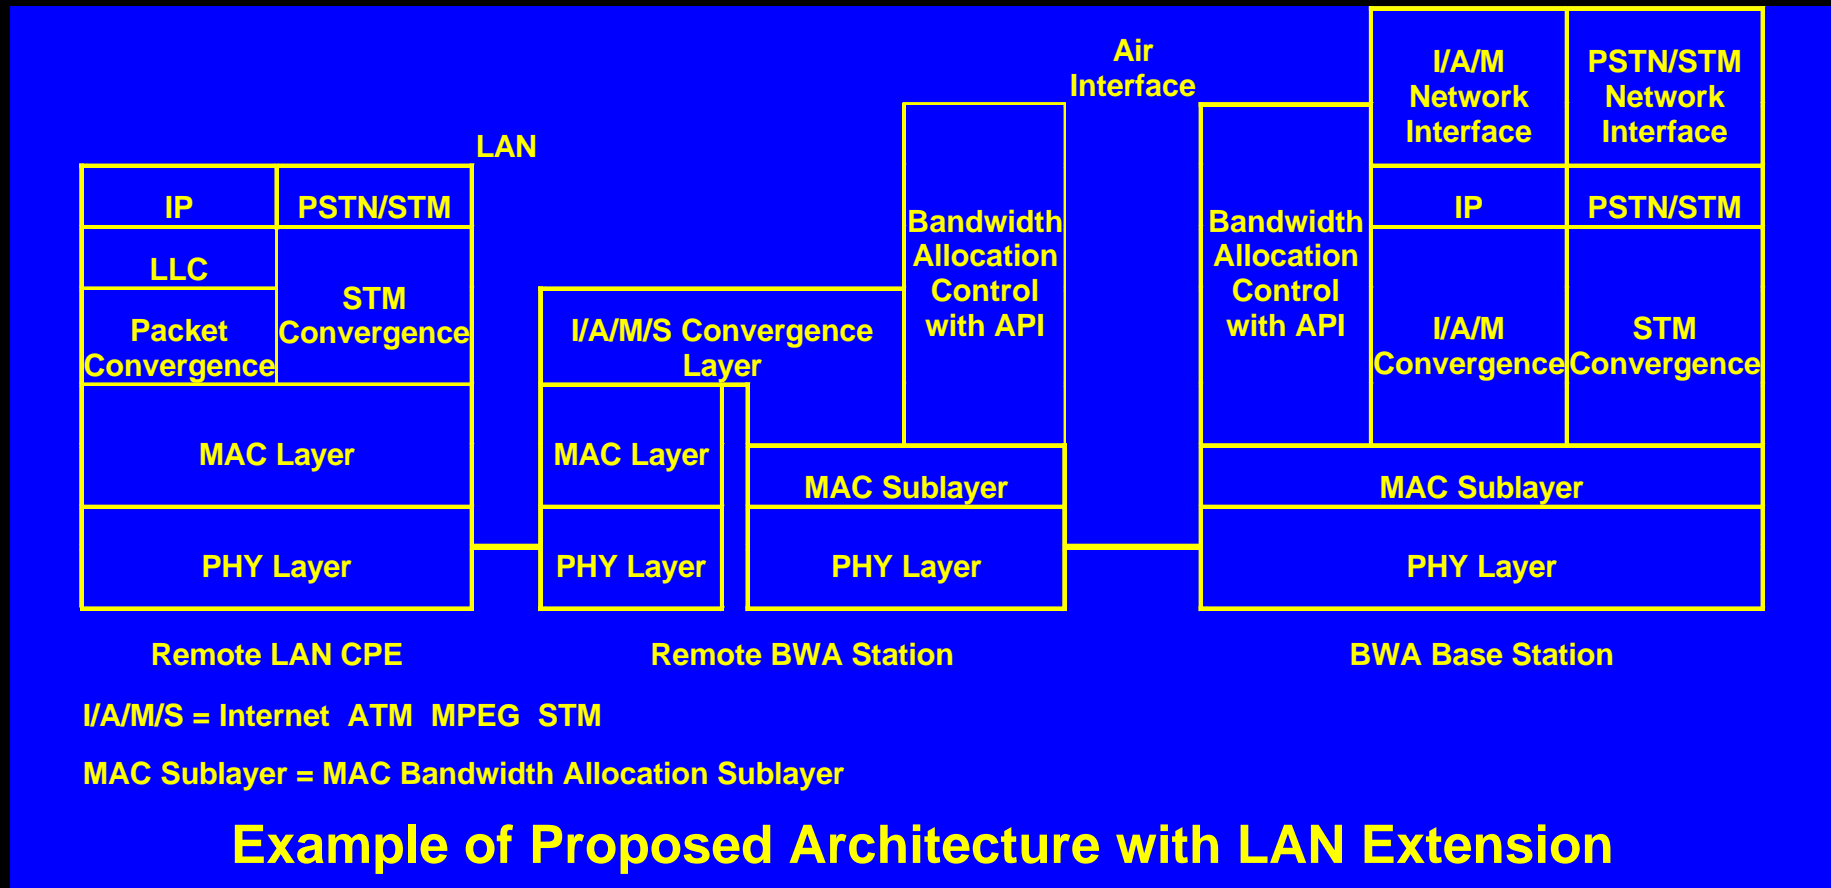 Air
Interface
LAN
IP
PSTN/STM
LLC
Packet
Convergence
STM
Convergence
MAC Layer
PHY Layer
I/A/M/S Convergence
Layer
MAC Layer
PHY Layer
Bandwidth
Allocation
Control
with API
MAC Sublayer
PHY Layer
Bandwidth
Allocation
Control
with API
I/A/M
Network
Interface
PSTN/STM
Network
Interface
IP
PSTN/STM
I/A/M
Convergence
STM
Convergence
MAC Sublayer
PHY Layer
Remote LAN CPE
Remote BWA Station
BWA Base Station
I/A/M/S = Internet ATM MPEG STM
MAC Sublayer = MAC Bandwidth Allocation Sublayer
Example of Proposed Architecture with LAN Extension